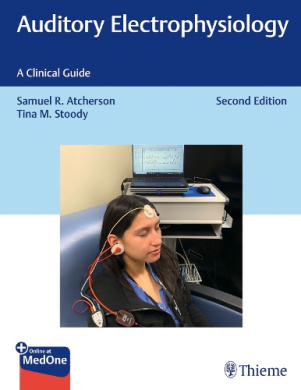 Auditory Electrophysiology
A Clinical Guide
Samuel R. Atcherson
Tina M. Stoody
Second Edition
Online at
MedOne
Thieme